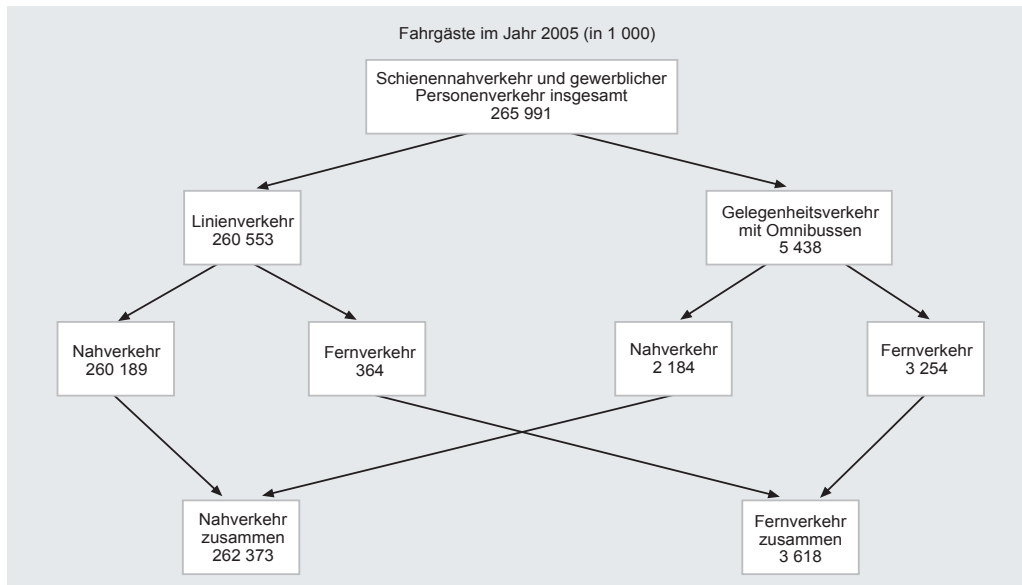 Fahrgäste im Jahr 2005 (in 1 000)
Schienennahverkehr und gewerblicher
Personenverkehr insgesamt
265 991
Linienverkehr
260 553
Gelegenheitsverkehr
mit Omnibussen
5 438
Nahverkehr
260 189
Fernverkehr
364
Nahverkehr
2 184
Fernverkehr
3 254
Nahverkehr
zusammen
262 373
Fernverkehr
zusammen
3 618